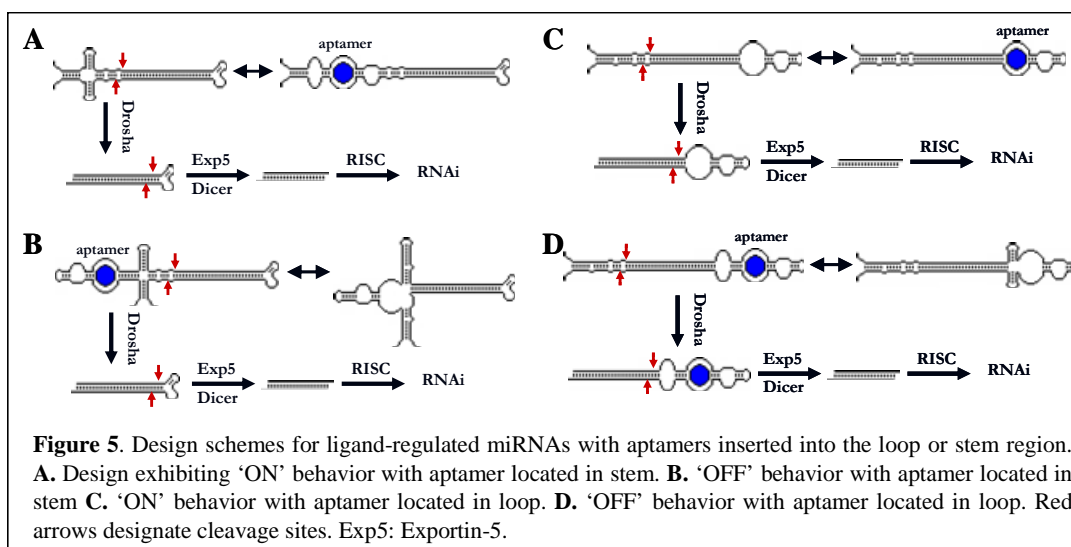 A
aptamer
Drosha
Exp5
Dicer
RISC
RNAi
C
aptamer
Drosha
Exp5
Dicer
RISC
RNAi
B
aptamer
Drosha
Exp5
Dicer
RISC
RNAi
D
aptamer
Drosha
Exp5
Dicer
RISC
RNAi
Figure 5. Design schemes for ligand-regulated miRNAs with aptamers inserted into the loop or stem region.
A. Design exhibiting ‘ON’ behavior with aptamer located in stem. B. ‘OFF’ behavior with aptamer located in
stem C. ‘ON’ behavior with aptamer located in loop. D. ‘OFF’ behavior with aptamer located in loop. Red
arrows designate cleavage sites. Exp5: Exportin-5.